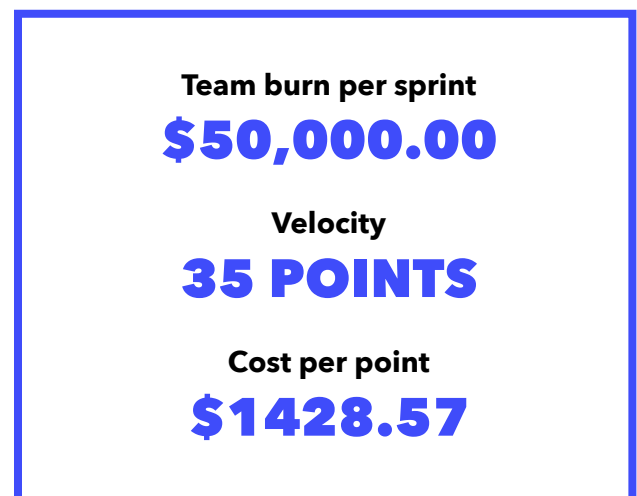 Team burn per sprint
$50,000.00
Velocity
35 POINTS
Cost per point
$1428.57